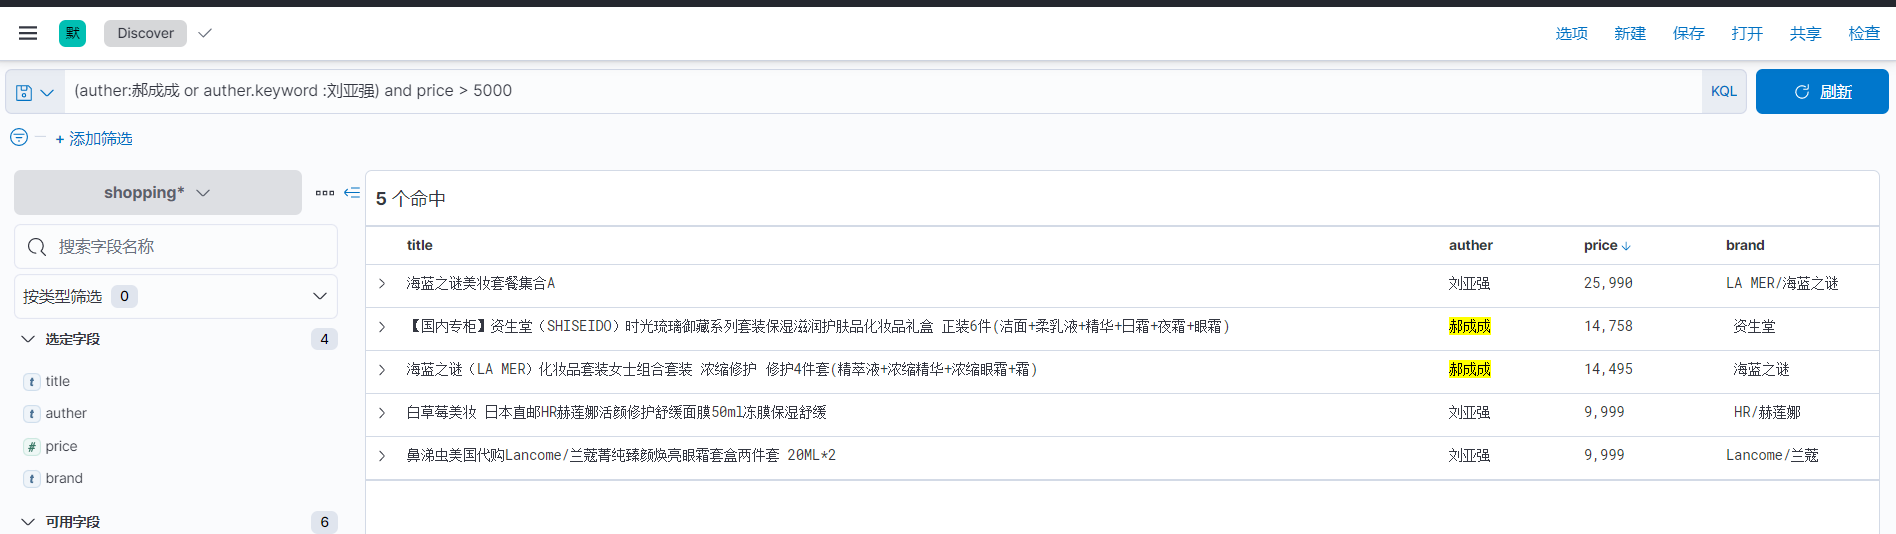 默 Discover 选项 新建 保存 打开 共享 检查
(auther:郝成成 or auther.keyword :刘亚强) and price > 5000 KQL 刷新
+ 添加筛选
shopping*
5 个命中
搜索字段名称
title auther price brand
海蓝之谜美妆套餐集合A 刘亚强 25,990 LA MER/海蓝之谜
按类型筛选 0
【国内专柜】资生堂（SHISEIDO）时光琉璃御藏系列套装保湿滋润护肤品化妆品礼盒 正装6件(洁面+柔乳液+精华+日霜+夜霜+眼霜) 郝成成 14,758 资生堂
选定字段 4
海蓝之谜（LA MER）化妆品套装女士组合套装 浓缩修护 修护4件套(精萃液+浓缩精华+浓缩眼霜+霜) 郝成成 14,495 海蓝之谜
t title
白草莓美妆 日本直邮HR赫莲娜活颜修护舒缓面膜50ml冻膜保湿舒缓 刘亚强 9,999 HR/赫莲娜
t auther
# price
鼻涕虫美国代购Lancome/兰蔻菁纯臻颜焕亮眼霜套盒两件套 20ML*2 刘亚强 9,999 Lancome/兰蔻
t brand
可用字段 6